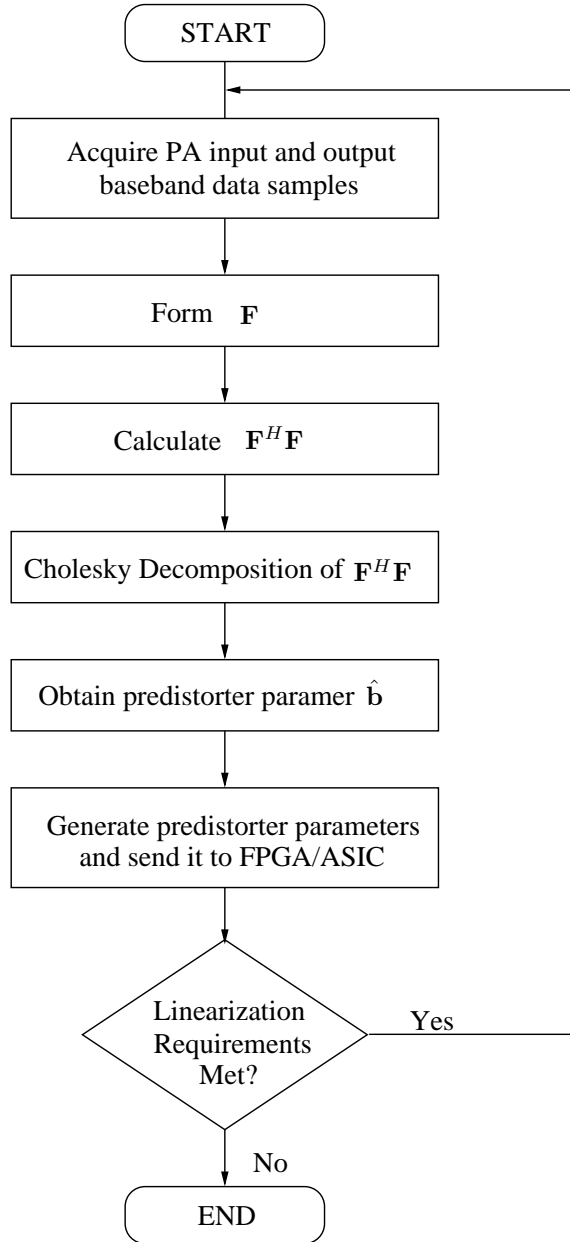 START
Acquire PA input and output
baseband data samples
Form F
Calculate F^H F
Cholesky Decomposition of F^H F
Obtain predistorter paramer b̂
Generate predistorter parameters
and send it to FPGA/ASIC
Linearization
Requirements
Met?
Yes
No
END